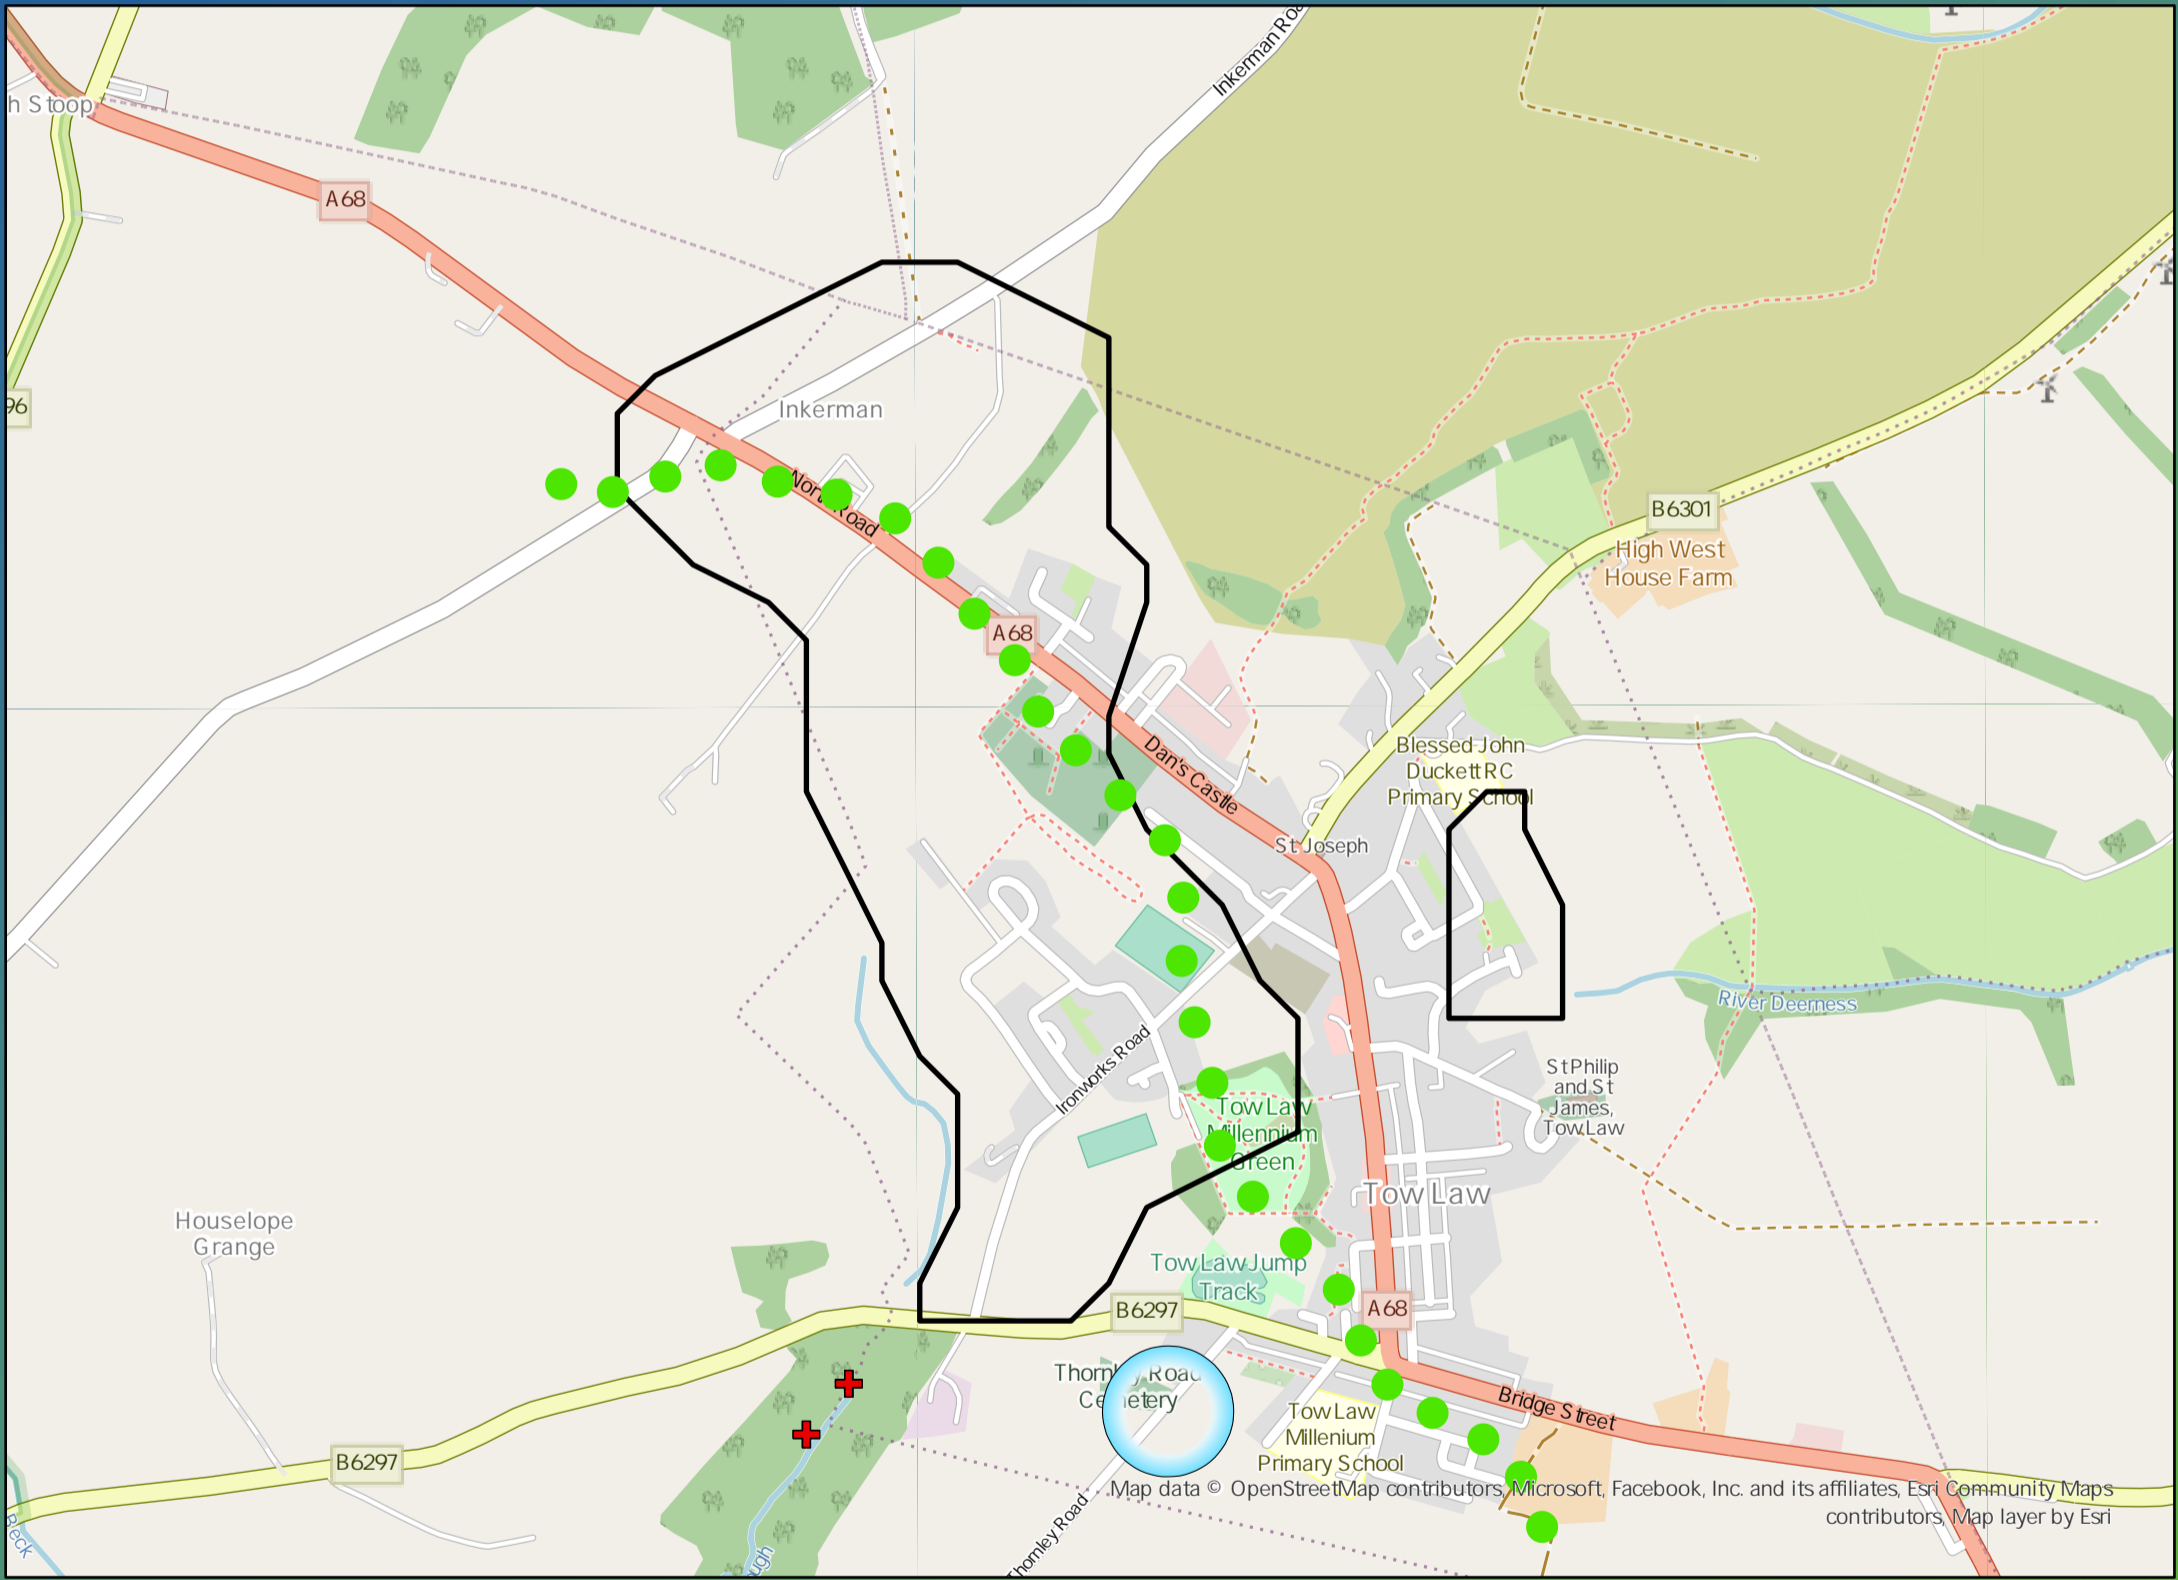 Inkerman Roa
h Stoop
A68
96
Inkerman
North Road
B6301
High West
House Farm
A68
Blessed John
Duckett RC
Primary School
Dan's Castle
St. Joseph
River Deerness
Ironworks Road
St Philip
and St
James,
Tow Law
Tow Law
Millennium
Green
Tow Law
Houselope
Grange
Tow Law Jump
Track
B6297
A68
Thornley Road
Cemetery
Bridge Street
Tow Law
Millenium
Primary School
B6297
Map data © OpenStreetMap contributors, Microsoft, Facebook, Inc. and its affiliates, Esri Community Maps
contributors, Map layer by Esri
Thornley Road
Beck
ugh